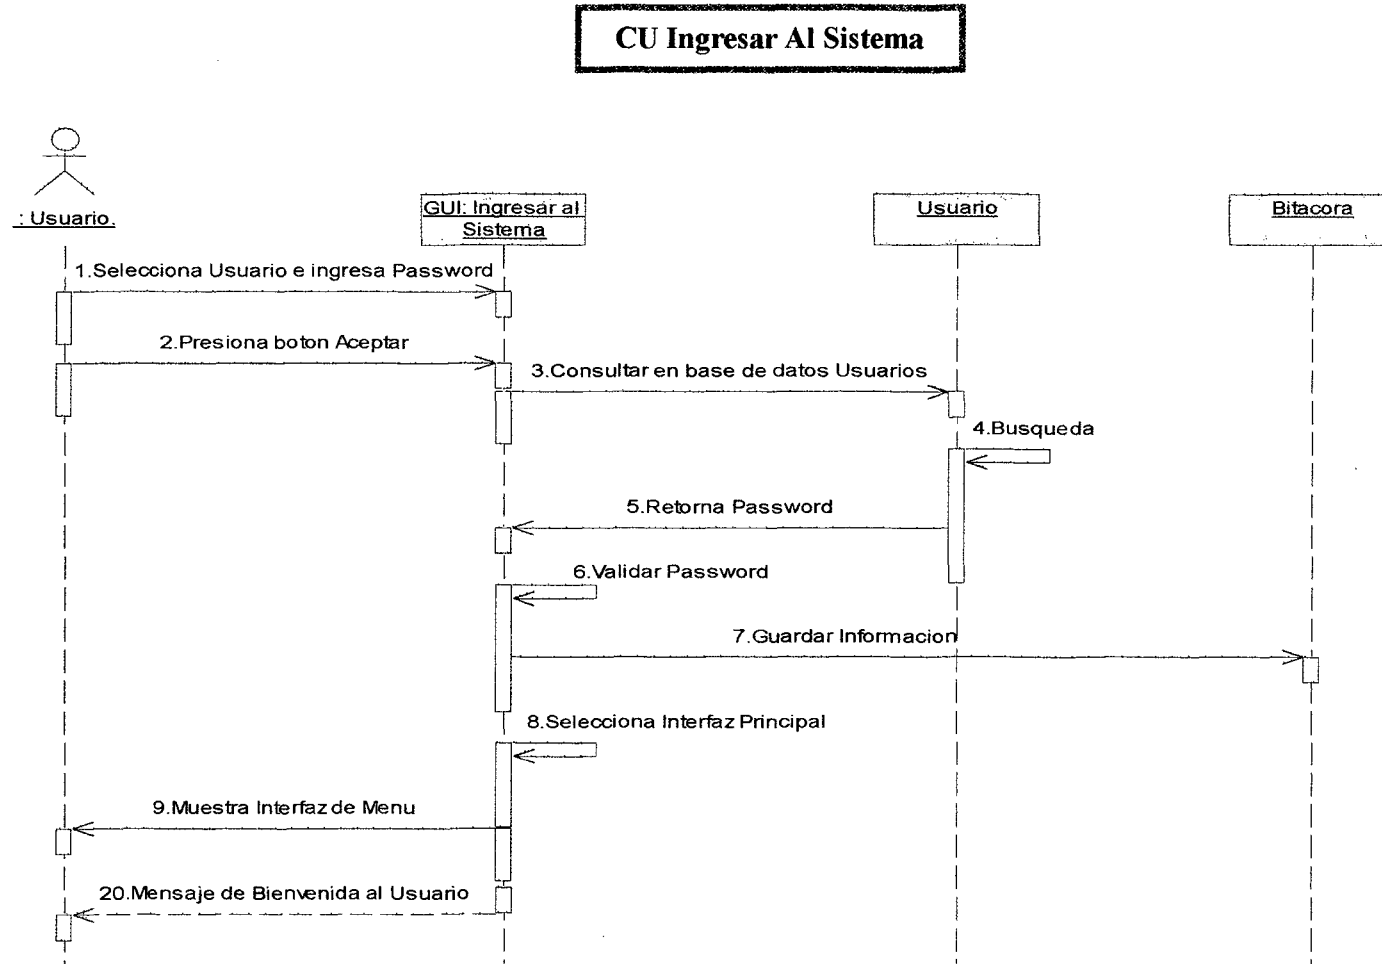 CU Ingresar Al Sistema
: Usuario.
GUI: Ingresar al
Sistema
Usuario
Bitacora
1.Selecciona Usuario e ingresa Password
2.Presiona boton Aceptar
3.Consultar en base de datos Usuarios
4.Busqueda
5.Retorna Password
6.Validar Password
7.Guardar Informacion
8.Selecciona Interfaz Principal
9.Muestra Interfaz de Menu
20.Mensaje de Bienvenida al Usuario